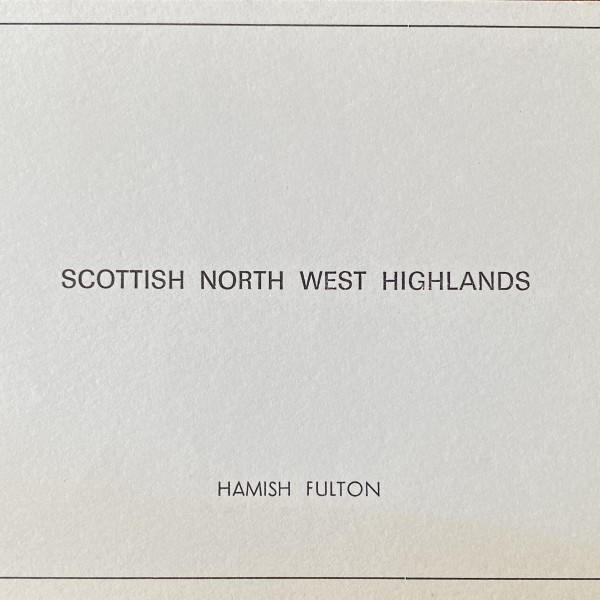 SCOTTISH NORTH WEST HIGHLANDS
HAMISH FULTON